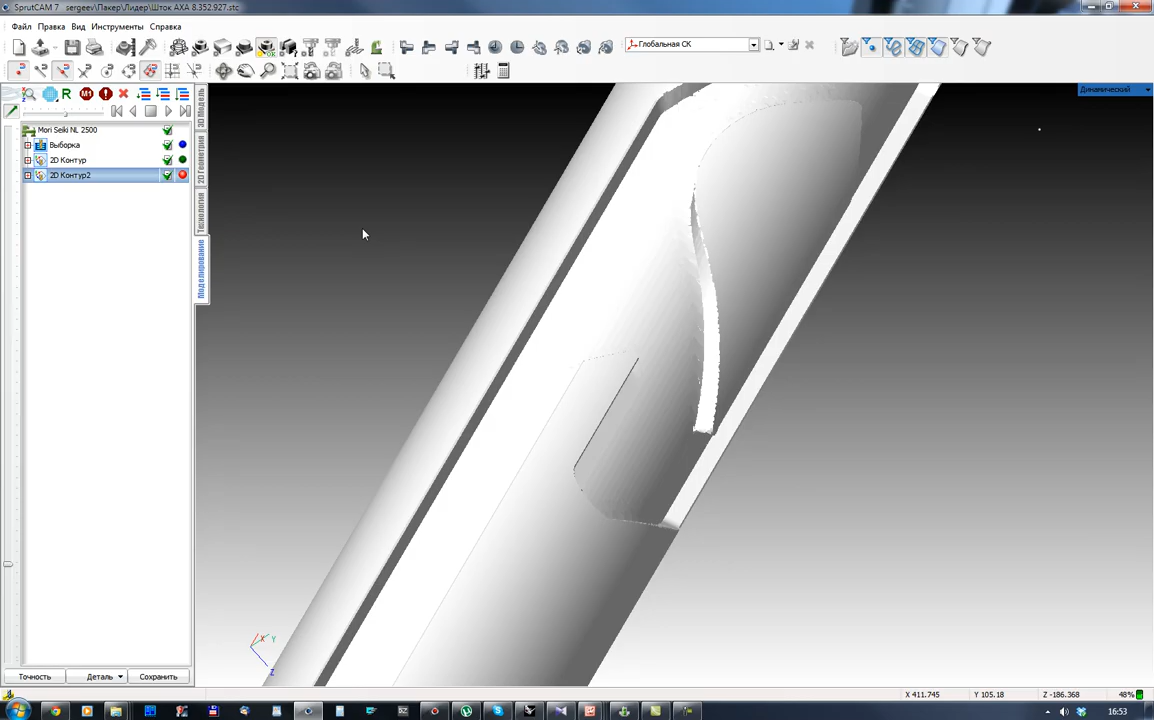 SprutCAM 7   sergeev\Пакер\Лидер\Шток АХА 8.352.927.stc
Файл Правка Вид Инструменты Справка
Глобальная СК
R M1
Динамический
Mori Seiki NL 2500
Выборка
2D Контур
2D Контур2
3D Модель
2D Геометрия
Технология
Моделирование
X Y
Z
Точность Деталь Сохранить
X 411.745 Y 105.18 Z -186.368 48%
16:53